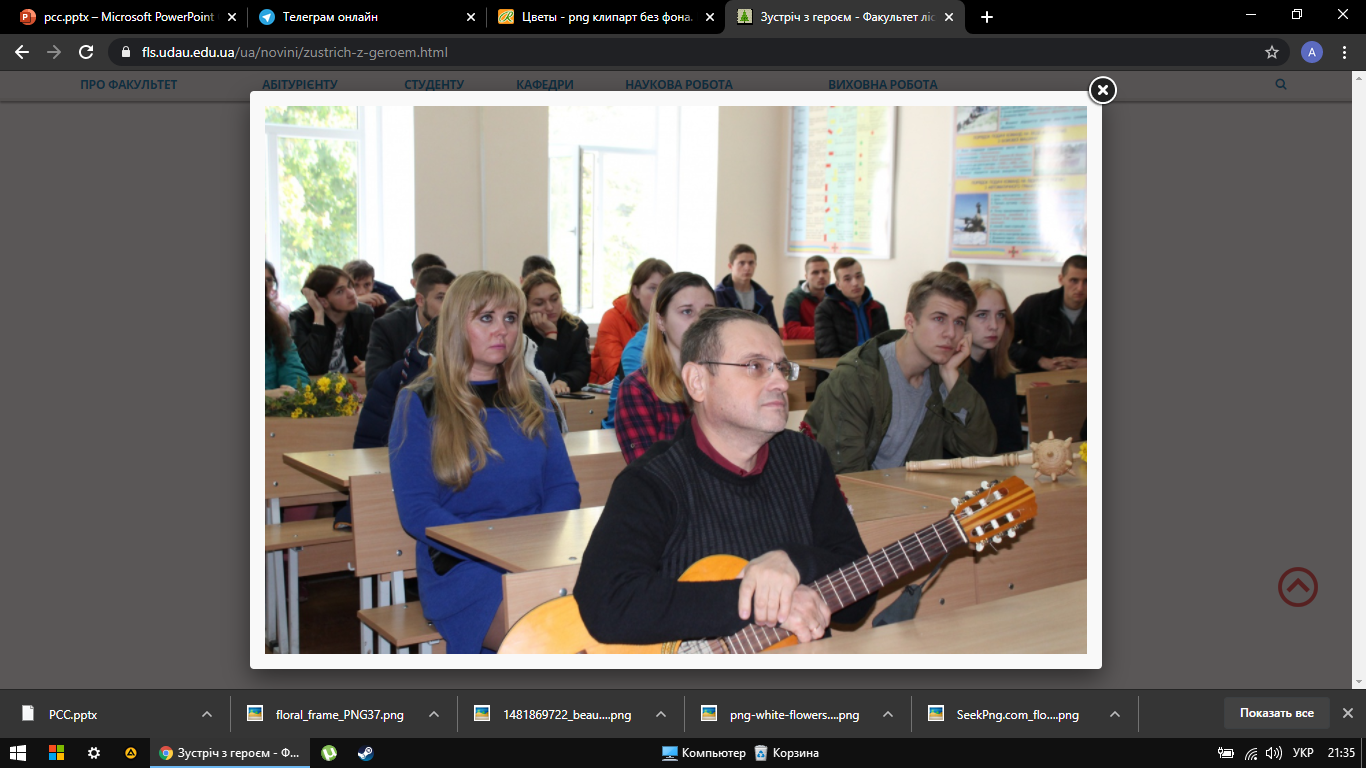 pcc.pptx – Microsoft PowerPoint
Телеграм онлайн
Цветы - png клипарт без фона.
Зустріч з героєм - Факультет ліс
fls.udau.edu.ua/ua/novini/zustrich-z-geroem.html
A
ПРО ФАКУЛЬТЕТ АБІТУРІЄНТУ СТУДЕНТУ КАФЕДРИ НАУКОВА РОБОТА ВИХОВНА РОБОТА
PCC.pptx
floral_frame_PNG37.png
1481869722_beau....png
png-white-flowers....png
SeekPng.com_flo....png
Показать все
Зустріч з героєм - Ф...
Компьютер
Корзина
УКР
21:35